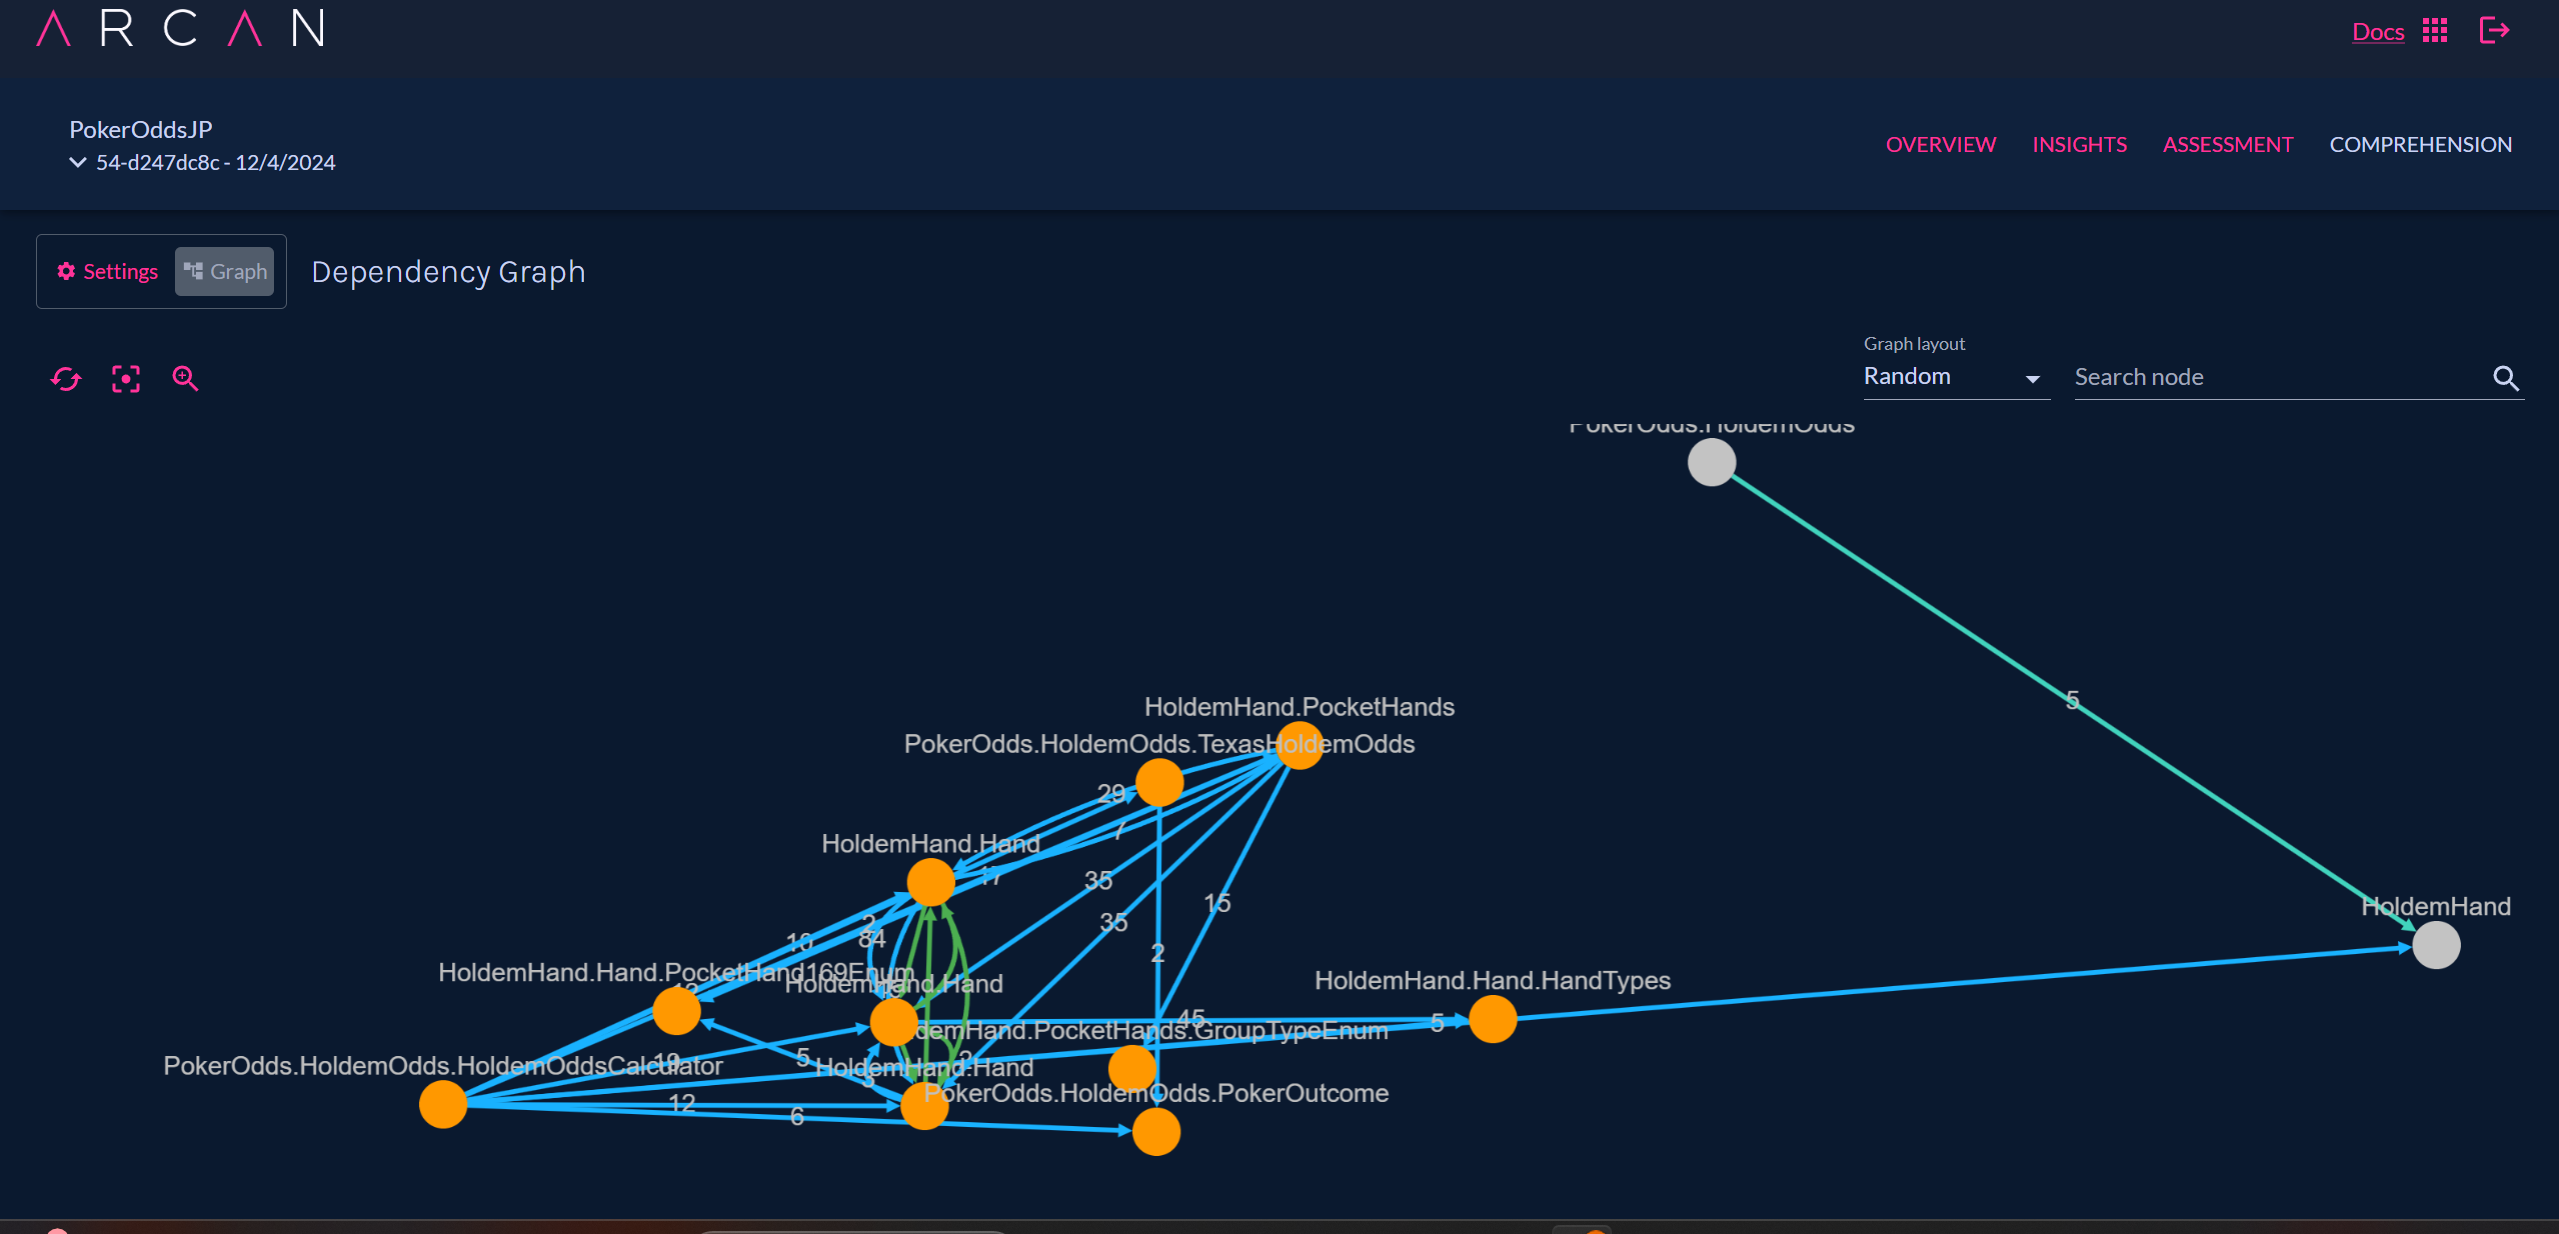 ARCAN
Docs
PokerOddsJP
54-d247dc8c - 12/4/2024
OVERVIEW
INSIGHTS
ASSESSMENT
COMPREHENSION
Settings
Graph
Dependency Graph
Graph layout
Random
Search node
PokerOdds.HoldemOdds
5
HoldemHand.PocketHands
PokerOdds.HoldemOdds.TexasHoldemOdds
29
7
HoldemHand.Hand
17
35
15
HoldemHand
35
2
84
10
2
HoldemHand.Hand.PocketHand169Enum
HoldemHand.Hand
HoldemHand.Hand.HandTypes
45
5
demHand.PocketHands.GroupTypeEnum
PokerOdds.HoldemOdds.HoldemOddsCalculator
19
5
HoldemHand.Hand
PokerOdds.HoldemOdds.PokerOutcome
12
6